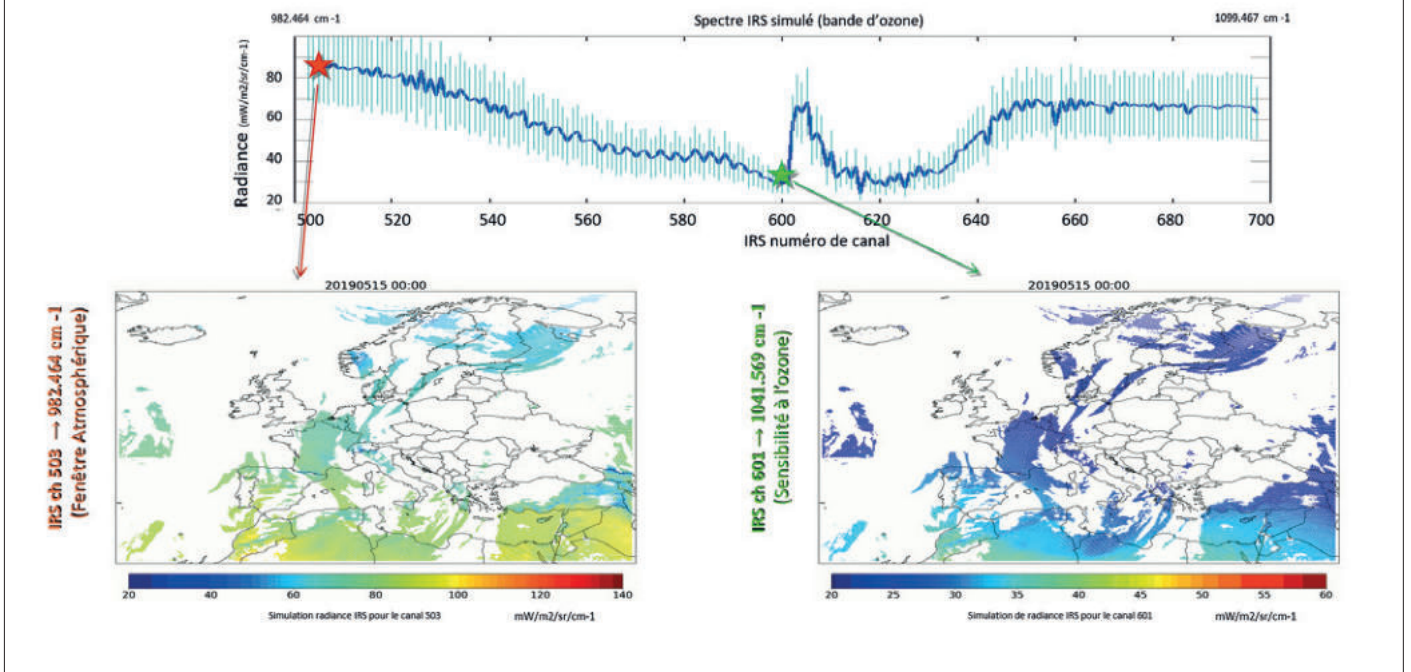 982.464 cm -1
Spectre IRS simulé (bande d'ozone)
1099.467 cm -1
Radiance (mW/m2/sr/cm-1)
80
60
40
20
500 520 540 560 580 600 620 640 660 680 700
IRS numéro de canal
IRS ch 503 → 982.464 cm -1
(Fenêtre Atmosphérique)
20190515 00:00
20 40 60 80 100 120 140
Simulation radiance IRS pour le canal 503
mW/m2/sr/cm-1
IRS ch 601 → 1041.569 cm -1
(Sensibilité à l'ozone)
20190515 00:00
20 25 30 35 40 45 50 55 60
Simulation de radiance IRS pour le canal 601
mW/m2/sr/cm-1